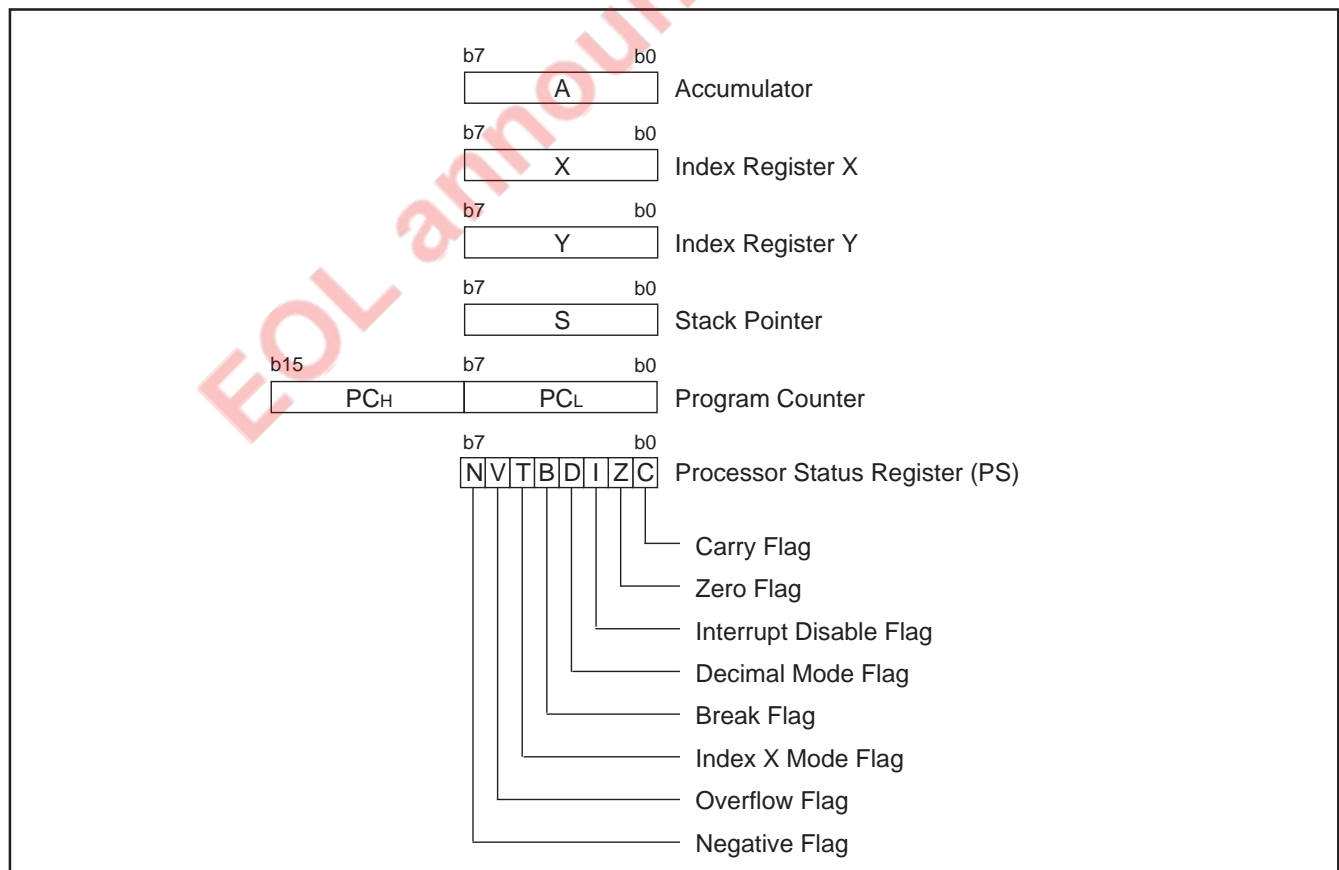 b7 b0
A Accumulator
b7 b0
X Index Register X
b7 b0
Y Index Register Y
b7 b0
S Stack Pointer
b15 b7 b0
PCH PCL Program Counter
b7 b0
N V T B D I Z C Processor Status Register (PS)
Carry Flag
Zero Flag
Interrupt Disable Flag
Decimal Mode Flag
Break Flag
Index X Mode Flag
Overflow Flag
Negative Flag
EOL announ